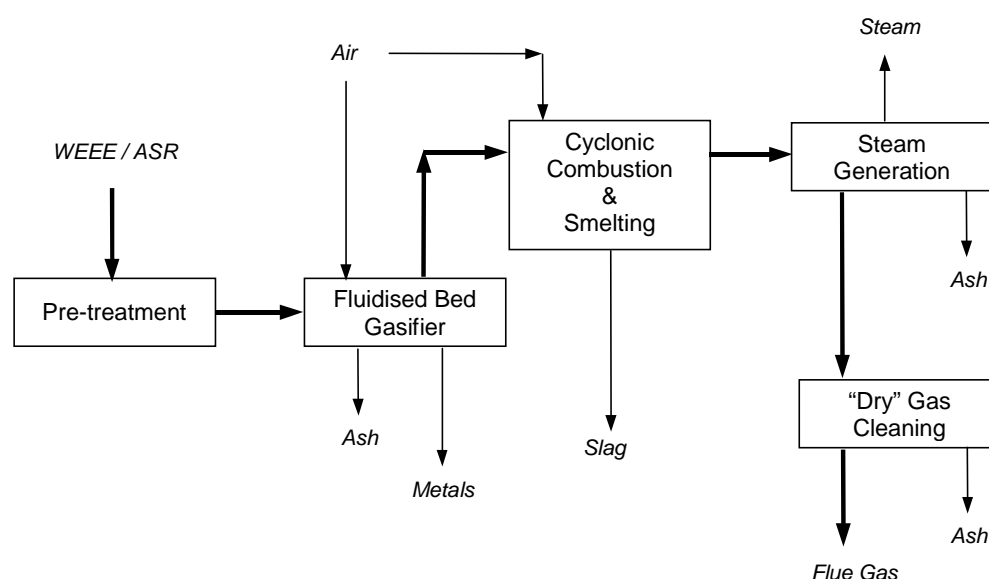 Steam
Air
Cyclonic
Combustion
&
Smelting
Steam
Generation
WEEE / ASR
Pre-treatment
Fluidised Bed
Gasifier
Ash
“Dry” Gas
Cleaning
Ash
Slag
Metals
Ash
Flue Gas